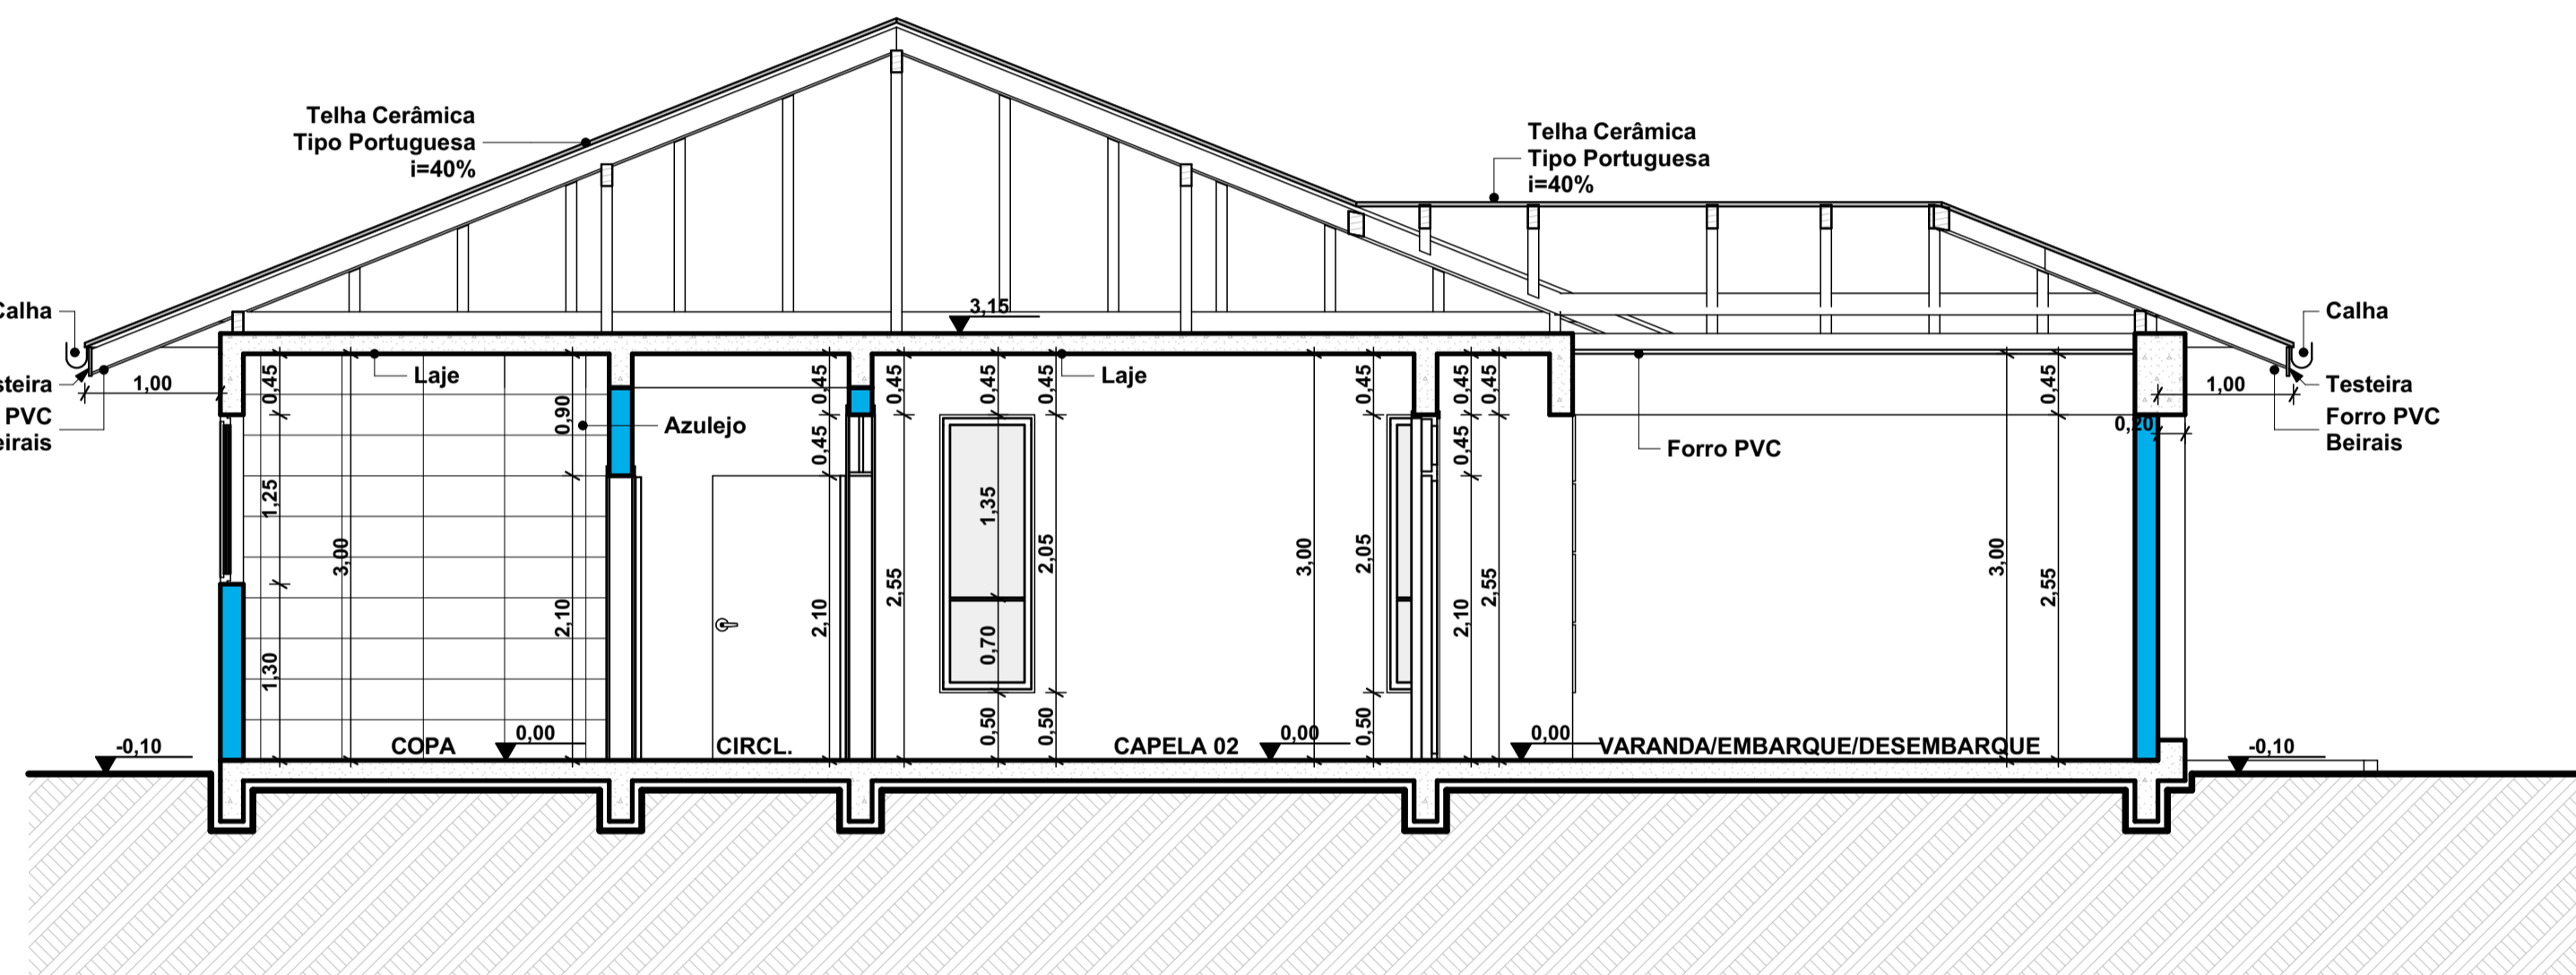 Telha Cerâmica
Tipo Portuguesa
i=40%
Telha Cerâmica
Tipo Portuguesa
i=40%
Calha
steira
PVC
eirais
1,00
3,15
Calha
Testeira
Forro PVC
Beirais
1,00
0,20
Laje
Azulejo
Laje
Forro PVC
0,45
1,25
1,30
3,00
0,90
2,10
0,45
0,45
2,10
0,45
2,55
0,45
1,35
0,70
0,50
0,45
2,05
0,50
3,00
0,45
2,05
0,50
0,45
0,45
2,10
0,45
2,55
3,00
0,45
2,55
-0,10
COPA
0,00
CIRCL.
CAPELA 02
0,00
0,00
VARANDA/EMBARQUE/DESEMBARQUE
-0,10